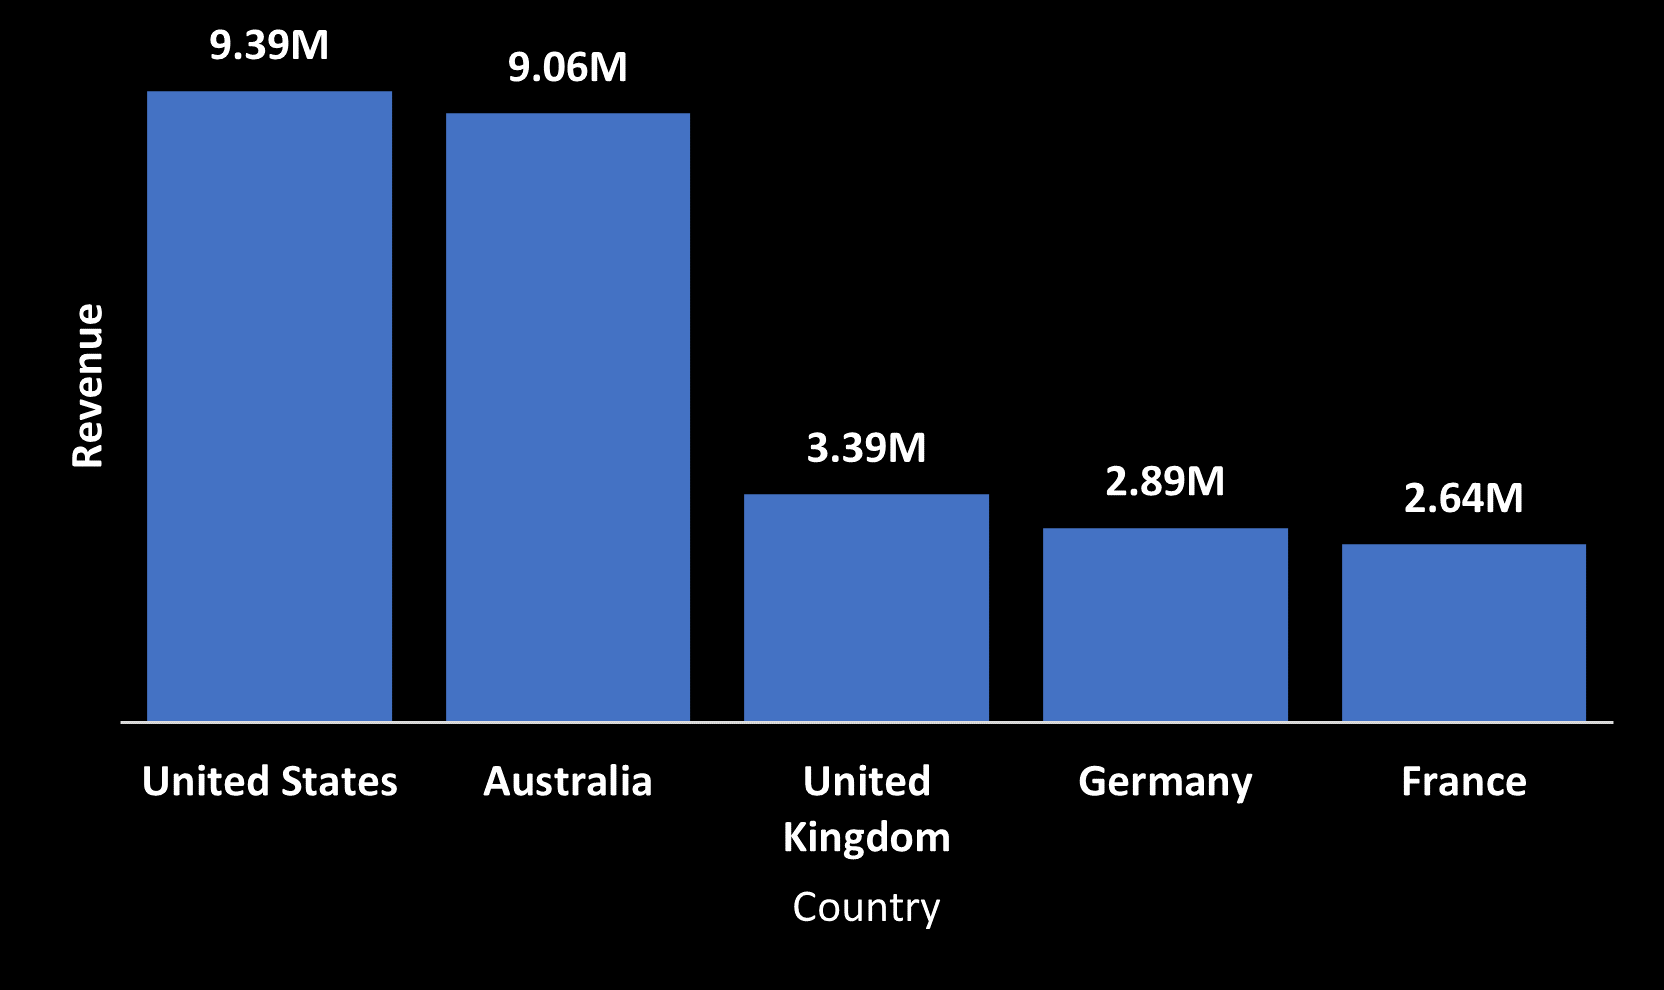 9.39M
9.06M
3.39M
2.89M
2.64M
Revenue
United States
Australia
United
Kingdom
Germany
France
Country